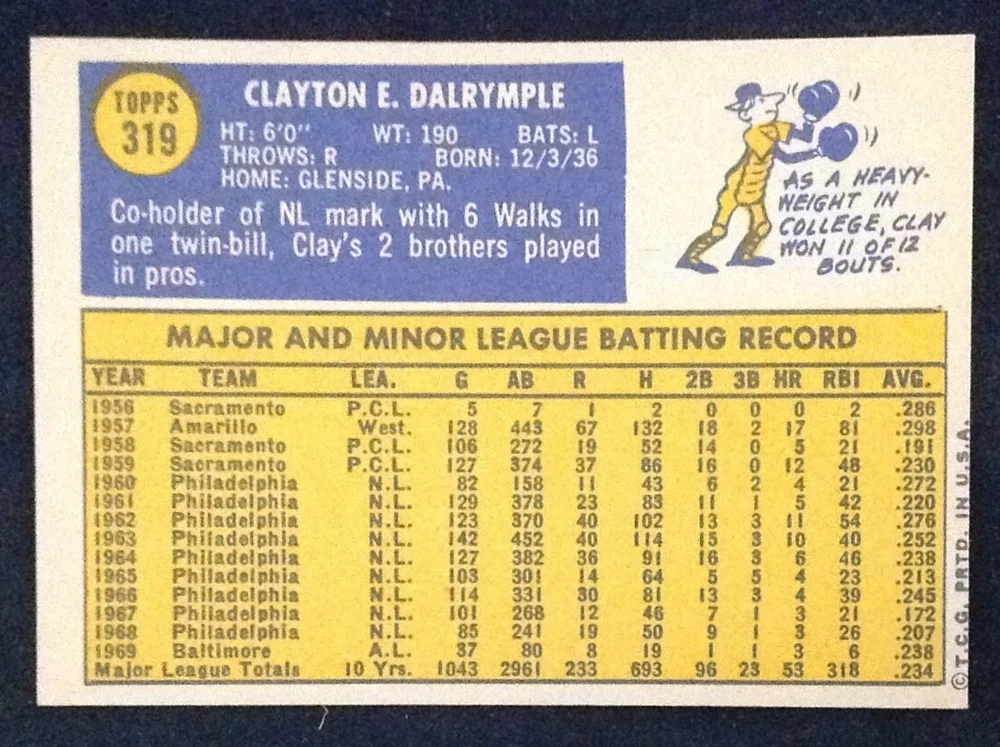 TOPPS
319
CLAYTON E. DALRYMPLE
HT: 6'0" WT: 190 BATS: L
THROWS: R BORN: 12/3/36
HOME: GLENSIDE, PA.
Co-holder of NL mark with 6 Walks in
one twin-bill, Clay's 2 brothers played
in pros.
AS A HEAVY-
WEIGHT IN
COLLEGE, CLAY
WON 11 OF 12
BOUTS.
MAJOR AND MINOR LEAGUE BATTING RECORD
YEAR TEAM LEA. G AB R H 2B 3B HR RBI AVG.
1956 Sacramento P.C.L. 5 7 1 2 0 0 0 2 .286
1957 Amarillo West. 128 443 67 132 18 2 17 81 .298
1958 Sacramento P.C.L. 106 272 19 52 14 0 5 21 .191
1959 Sacramento P.C.L. 127 374 37 86 16 0 12 48 .230
1960 Philadelphia N.L. 82 158 11 43 6 2 4 21 .272
1961 Philadelphia N.L. 129 378 23 83 11 1 5 42 .220
1962 Philadelphia N.L. 123 370 40 102 13 3 11 54 .276
1963 Philadelphia N.L. 142 452 40 114 15 3 10 40 .252
1964 Philadelphia N.L. 127 382 36 91 16 3 6 46 .238
1965 Philadelphia N.L. 103 301 14 64 5 5 4 23 .213
1966 Philadelphia N.L. 114 331 30 81 13 3 4 39 .245
1967 Philadelphia N.L. 101 268 12 46 7 1 3 21 .172
1968 Philadelphia N.L. 85 241 19 50 9 1 3 26 .207
1969 Baltimore A.L. 37 80 8 19 1 1 3 6 .238
Major League Totals 10 Yrs. 1043 2961 233 693 96 23 53 318 .234
©T.C.G. PRTD. IN U.S.A.